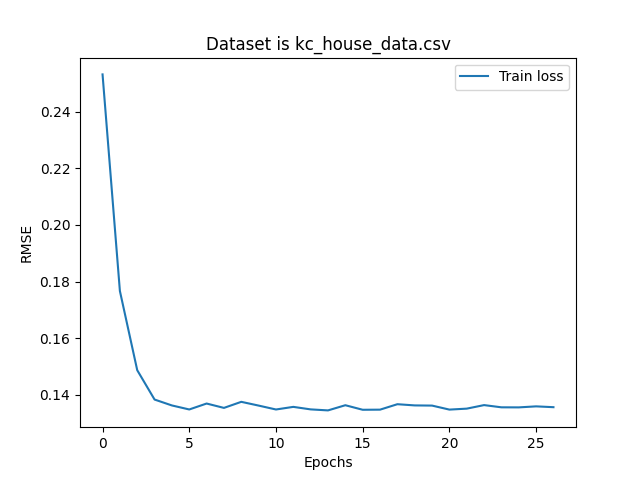 Dataset is kc_house_data.csv
Train loss
RMSE
0.24
0.22
0.20
0.18
0.16
0.14
0 5 10 15 20 25
Epochs